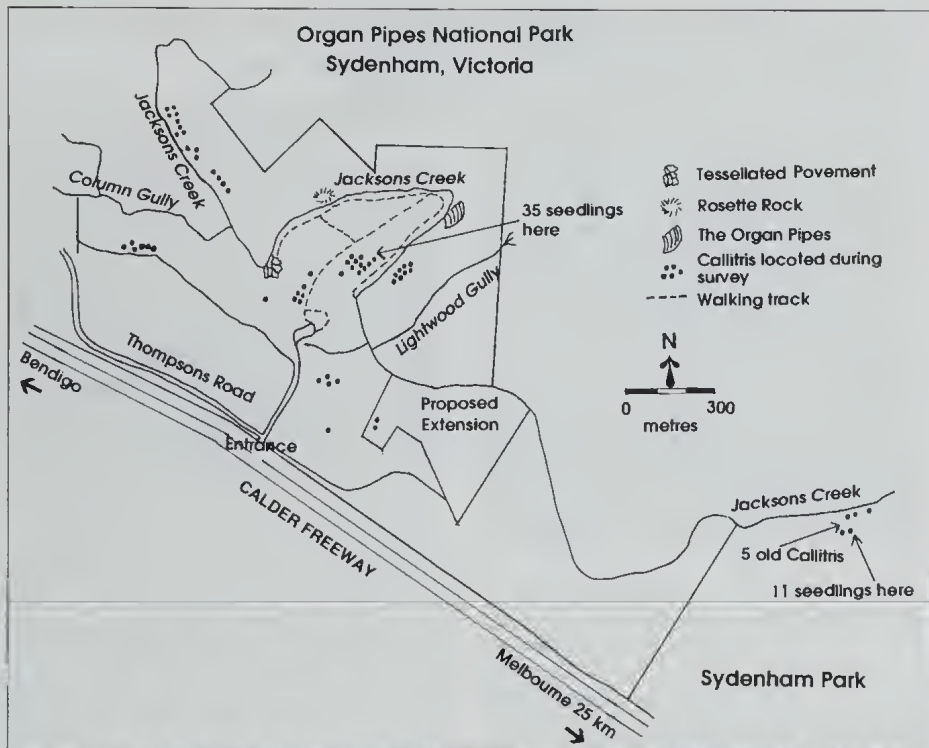 Organ Pipes National Park
Sydenham, Victoria
Jacksons Creek
Column Gully
Jacksons Creek
35 seedlings
here
Tessellated Pavement
Rosette Rock
The Organ Pipes
Callitris located during
survey
Walking track
Lightwood Gully
N
0 300
metres
Thompsons Road
Bendigo
Proposed
Extension
Entrance
CALDER FREEWAY
Jacksons Creek
5 old Callitris
11 seedlings here
Melbourne 25 km
Sydenham Park